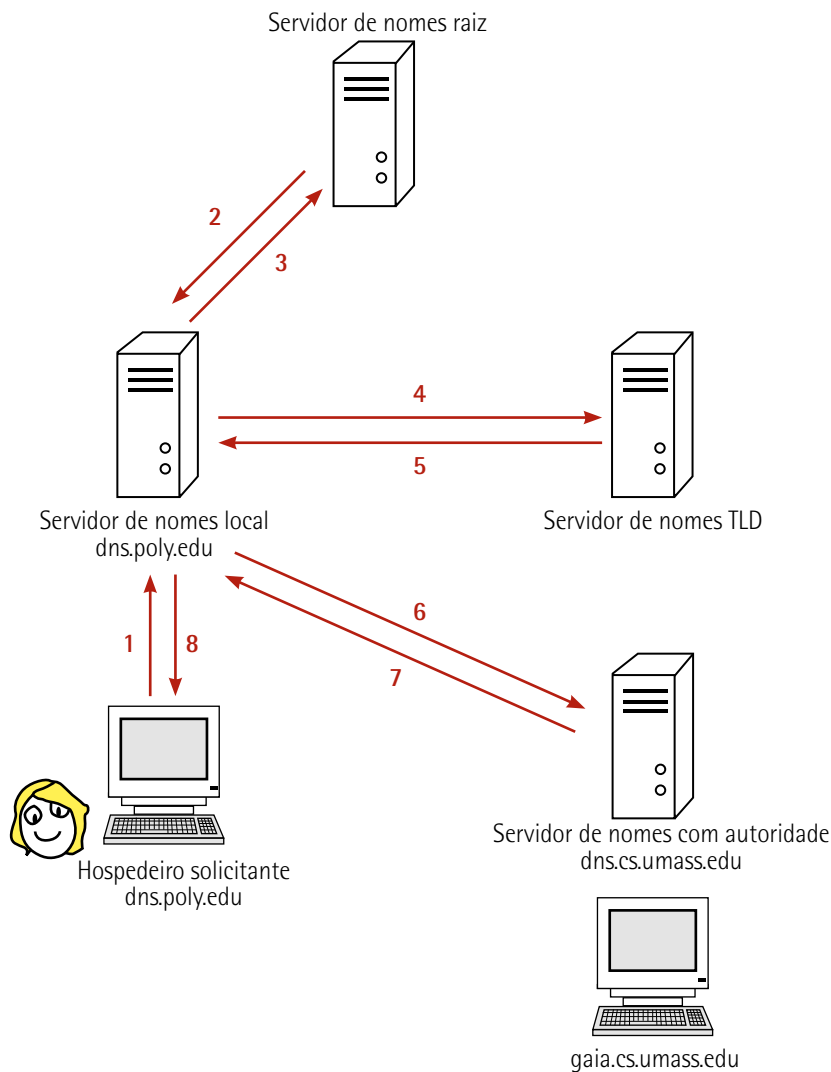 Servidor de nomes raiz
2
3
4
5
Servidor de nomes local
dns.poly.edu
Servidor de nomes TLD
1
8
6
7
Hospedeiro solicitante
dns.poly.edu
Servidor de nomes com autoridade
dns.cs.umass.edu
gaia.cs.umass.edu